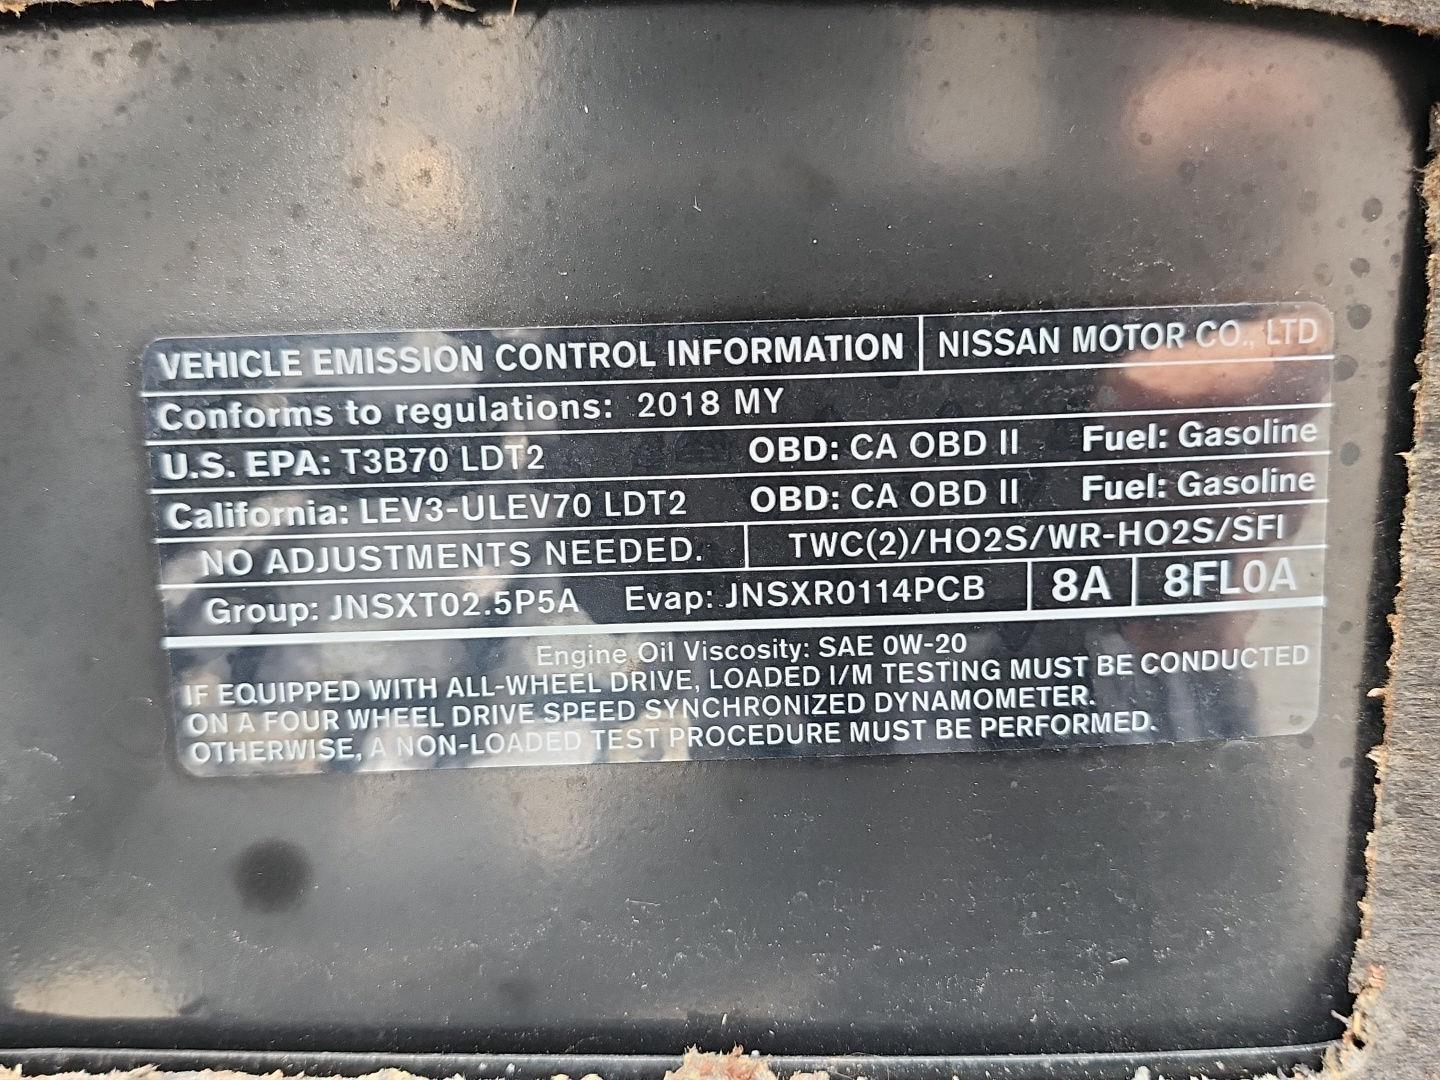 VEHICLE EMISSION CONTROL INFORMATION NISSAN MOTOR CO., LTD
Conforms to regulations: 2018 MY
U.S. EPA: T3B70 LDT2 OBD: CA OBD II Fuel: Gasoline
California: LEV3-ULEV70 LDT2 OBD: CA OBD II Fuel: Gasoline
NO ADJUSTMENTS NEEDED. TWC(2)/HO2S/WR-HO2S/SFI
Group: JNSXT02.5P5A Evap: JNSXR0114PCB 8A 8FL0A
Engine Oil Viscosity: SAE 0W-20
IF EQUIPPED WITH ALL-WHEEL DRIVE, LOADED I/M TESTING MUST BE CONDUCTED
ON A FOUR WHEEL DRIVE SPEED SYNCHRONIZED DYNAMOMETER.
OTHERWISE, A NON-LOADED TEST PROCEDURE MUST BE PERFORMED.